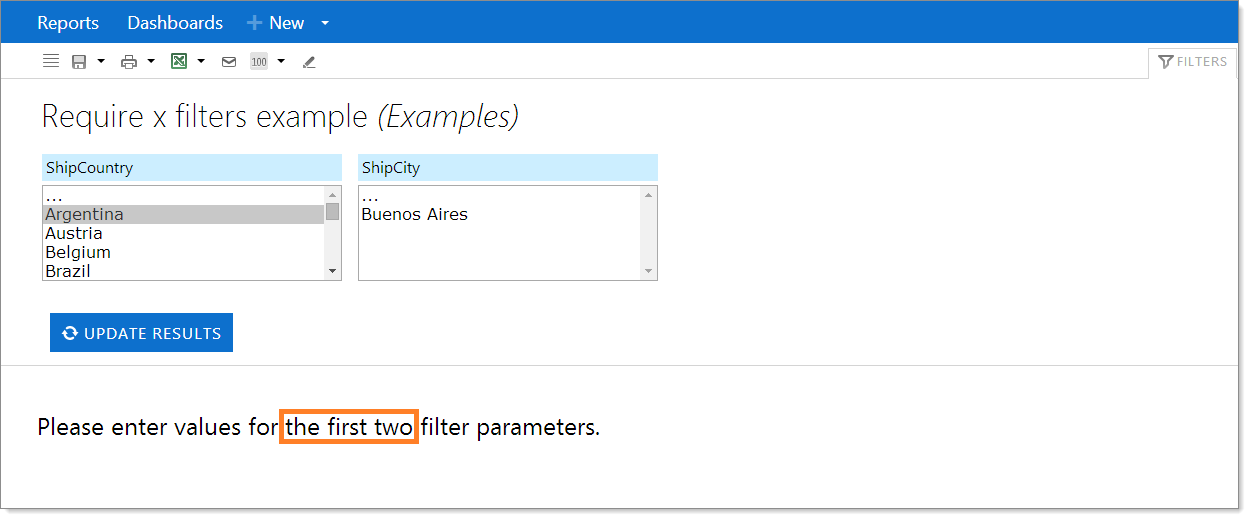 Reports Dashboards New
100 FILTERS
Require x filters example (Examples)
ShipCountry ShipCity
... ...
Argentina Buenos Aires
Austria
Belgium
Brazil
UPDATE RESULTS
Please enter values for the first two filter parameters.